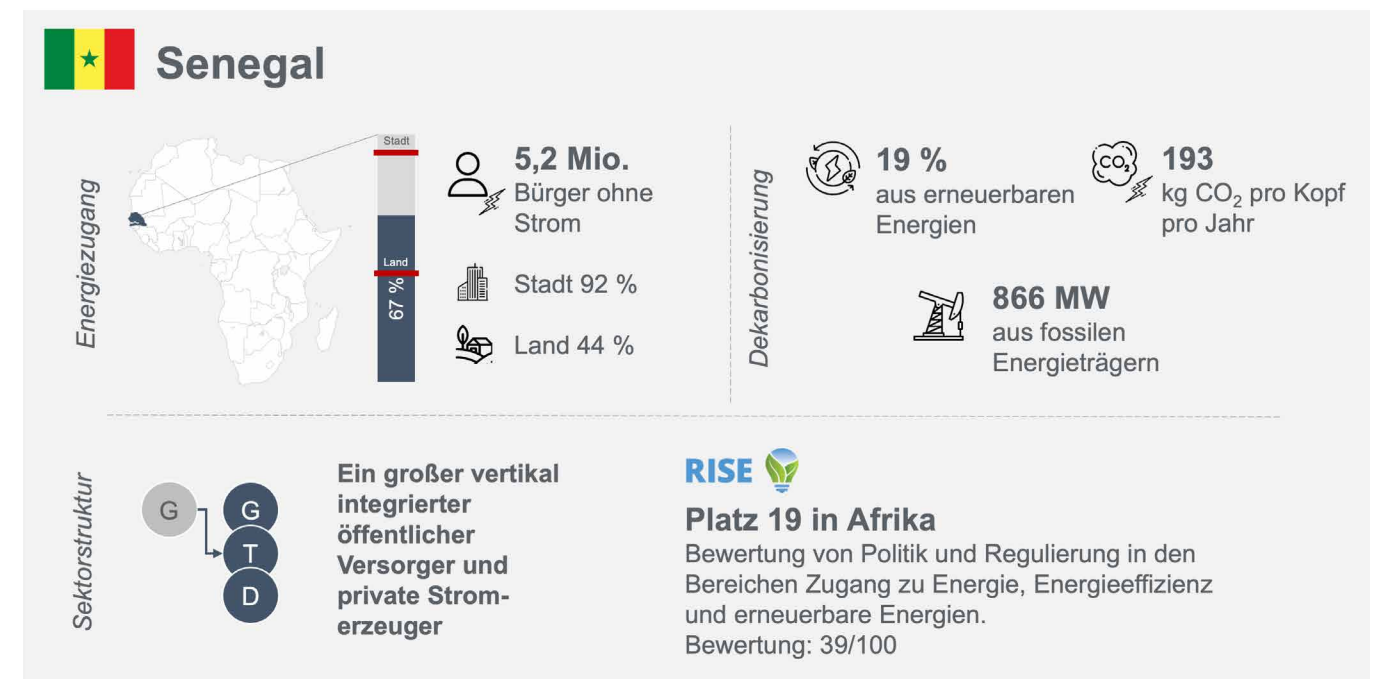 Senegal
Energiezugang
Stadt
Land
67 %
5,2 Mio.
Bürger ohne
Strom
Stadt 92 %
Land 44 %
Dekarbonisierung
19 %
aus erneuerbaren
Energien
CO₂
193
kg CO₂ pro Kopf
pro Jahr
866 MW
aus fossilen
Energieträgern
Sektorstruktur
G
G
T
D
Ein großer vertikal
integrierter
öffentlicher
Versorger und
private Strom-
erzeuger
RISE
Platz 19 in Afrika
Bewertung von Politik und Regulierung in den
Bereichen Zugang zu Energie, Energieeffizienz
und erneuerbare Energien.
Bewertung: 39/100